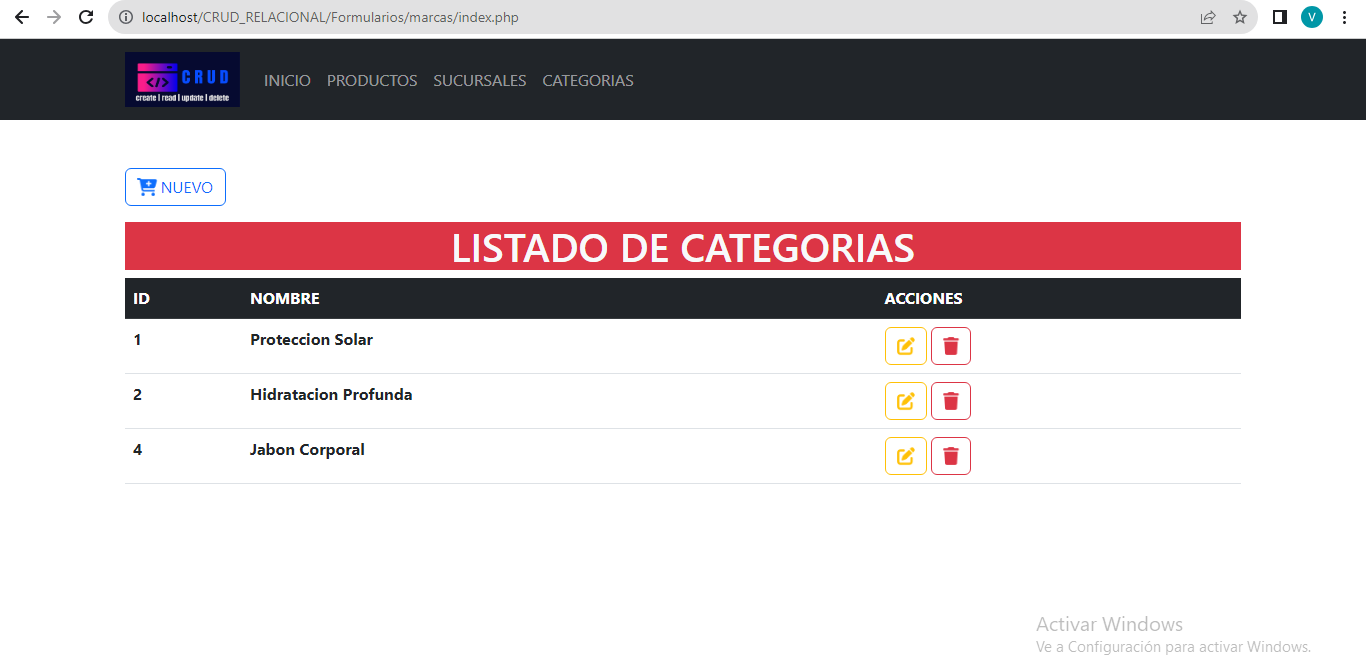 localhost/CRUD_RELACIONAL/Formularios/marcas/index.php
V
</> CRUD
create | read | update | delete
INICIO PRODUCTOS SUCURSALES CATEGORIAS
NUEVO
LISTADO DE CATEGORIAS
ID NOMBRE ACCIONES
1 Proteccion Solar
2 Hidratacion Profunda
4 Jabon Corporal
Activar Windows
Ve a Configuración para activar Windows.